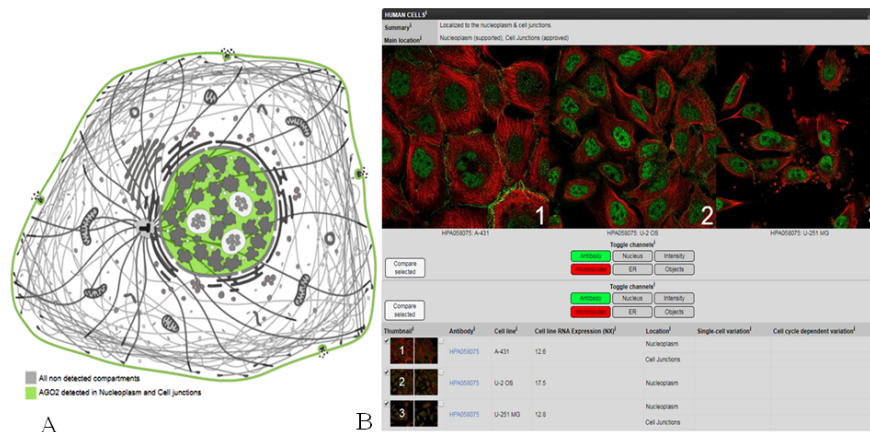 All non detected compartments
AGO2 detected in Nucleoplasm and Cell junctions
A
B
HUMAN CELLS i
Summary i Localized to the nucleoplasm & cell junctions.
Main location i Nucleoplasm (supported), Cell Junctions (approved)
1
2
HPA058075: A-431 HPA058075: U-2 OS HPA058075: U-251 MG
Toggle channels i
Compare selected
Antibody Nucleus Intensity
Microtubules ER Objects
Toggle channels i
Compare selected
Antibody Nucleus Intensity
Microtubules ER Objects
Thumbnail i Antibody i Cell line i Cell line RNA Expression (NX) i Location i Single-cell variation i Cell cycle dependent variation i
1 HPA058075 A-431 12.6 Nucleoplasm
Cell Junctions
2 HPA058075 U-2 OS 17.5 Nucleoplasm
3 HPA058075 U-251 MG 12.8 Nucleoplasm
Cell Junctions